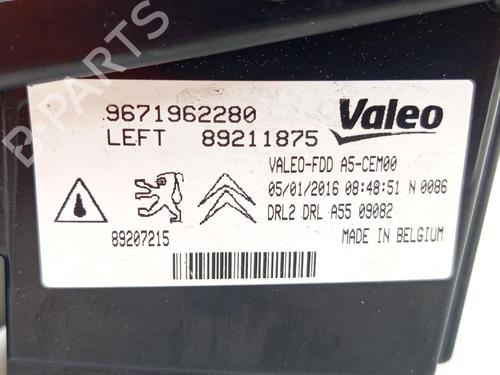 9671962280
Valeo
LEFT 89211875
VALEO-FDD A5-CEM00
05/01/2016 08:48:51 N 0086
DRL2 DRL A55 09082
89207215
MADE IN BELGIUM
B-PARTS